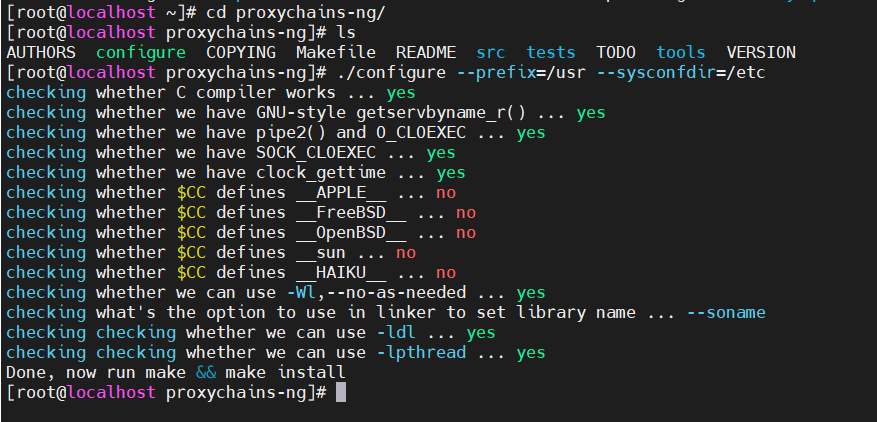 [root@localhost ~]# cd proxychains-ng/
[root@localhost proxychains-ng]# ls
AUTHORS configure COPYING Makefile README src tests TODO tools VERSION
[root@localhost proxychains-ng]# ./configure --prefix=/usr --sysconfdir=/etc
checking whether C compiler works ... yes
checking whether we have GNU-style getservbyname_r() ... yes
checking whether we have pipe2() and O_CLOEXEC ... yes
checking whether we have SOCK_CLOEXEC ... yes
checking whether we have clock_gettime ... yes
checking whether $CC defines __APPLE__ ... no
checking whether $CC defines __FreeBSD__ ... no
checking whether $CC defines __OpenBSD__ ... no
checking whether $CC defines __sun ... no
checking whether $CC defines __HAIKU__ ... no
checking whether we can use -Wl,--no-as-needed ... yes
checking what's the option to use in linker to set library name ... --soname
checking checking whether we can use -ldl ... yes
checking checking whether we can use -lpthread ... yes
Done, now run make && make install
[root@localhost proxychains-ng]#